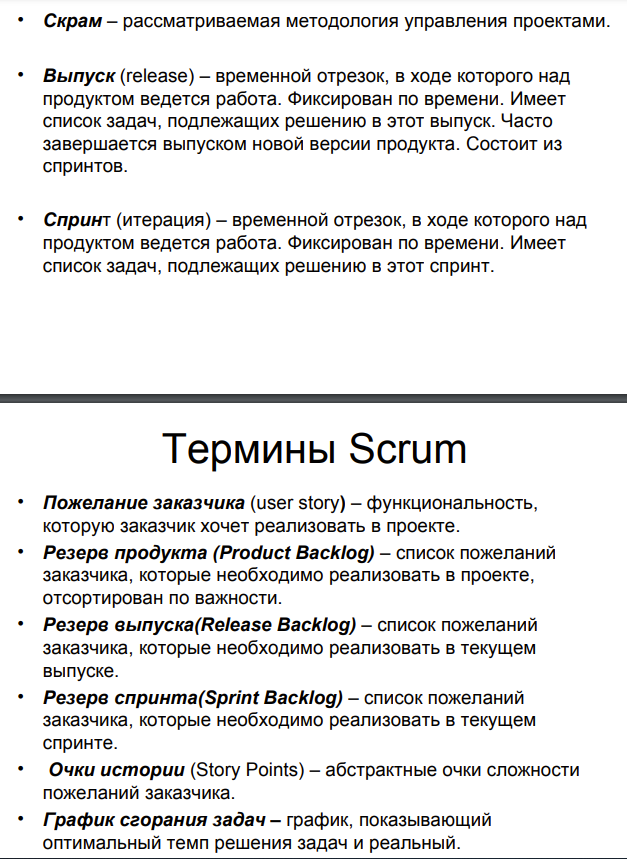 • Скрам – рассматриваемая методология управления проектами.
• Выпуск (release) – временной отрезок, в ходе которого над
продуктом ведется работа. Фиксирован по времени. Имеет
список задач, подлежащих решению в этот выпуск. Часто
завершается выпуском новой версии продукта. Состоит из
спринтов.
• Спринт (итерация) – временной отрезок, в ходе которого над
продуктом ведется работа. Фиксирован по времени. Имеет
список задач, подлежащих решению в этот спринт.
Термины Scrum
• Пожелание заказчика (user story) – функциональность,
которую заказчик хочет реализовать в проекте.
• Резерв продукта (Product Backlog) – список пожеланий
заказчика, которые необходимо реализовать в проекте,
отсортирован по важности.
• Резерв выпуска(Release Backlog) – список пожеланий
заказчика, которые необходимо реализовать в текущем
выпуске.
• Резерв спринта(Sprint Backlog) – список пожеланий
заказчика, которые необходимо реализовать в текущем
спринте.
• Очки истории (Story Points) – абстрактные очки сложности
пожеланий заказчика.
• График сгорания задач – график, показывающий
оптимальный темп решения задач и реальный.